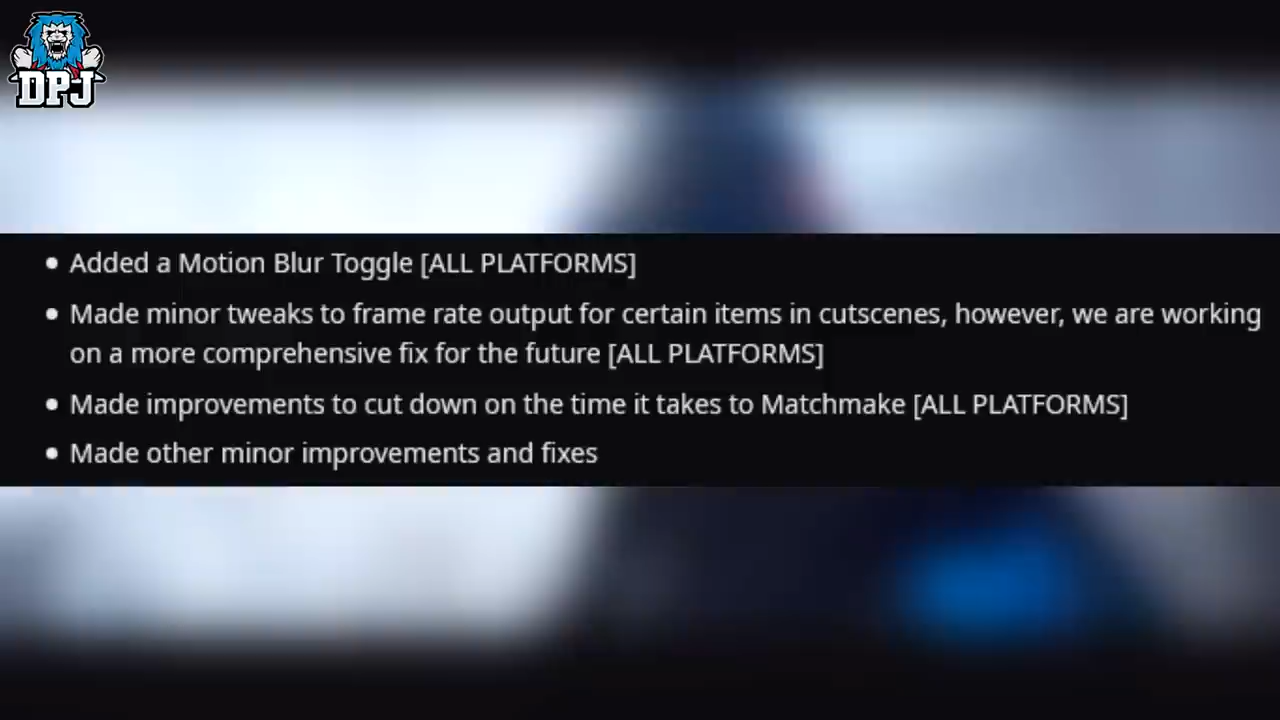 DPJ
• Added a Motion Blur Toggle [ALL PLATFORMS]
• Made minor tweaks to frame rate output for certain items in cutscenes, however, we are working
on a more comprehensive fix for the future [ALL PLATFORMS]
• Made improvements to cut down on the time it takes to Matchmake [ALL PLATFORMS]
• Made other minor improvements and fixes